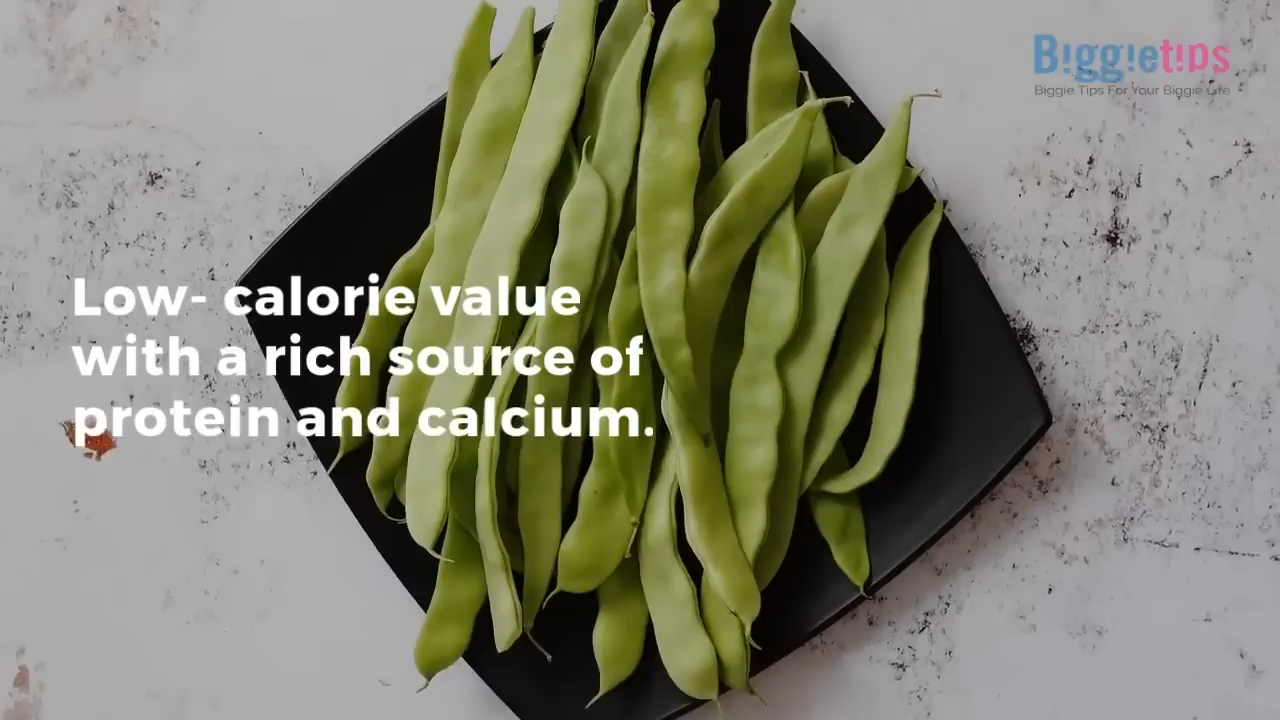 Biggietips
Biggie Tips For Your Biggie Life
Low- calorie value
with a rich source of
protein and calcium.